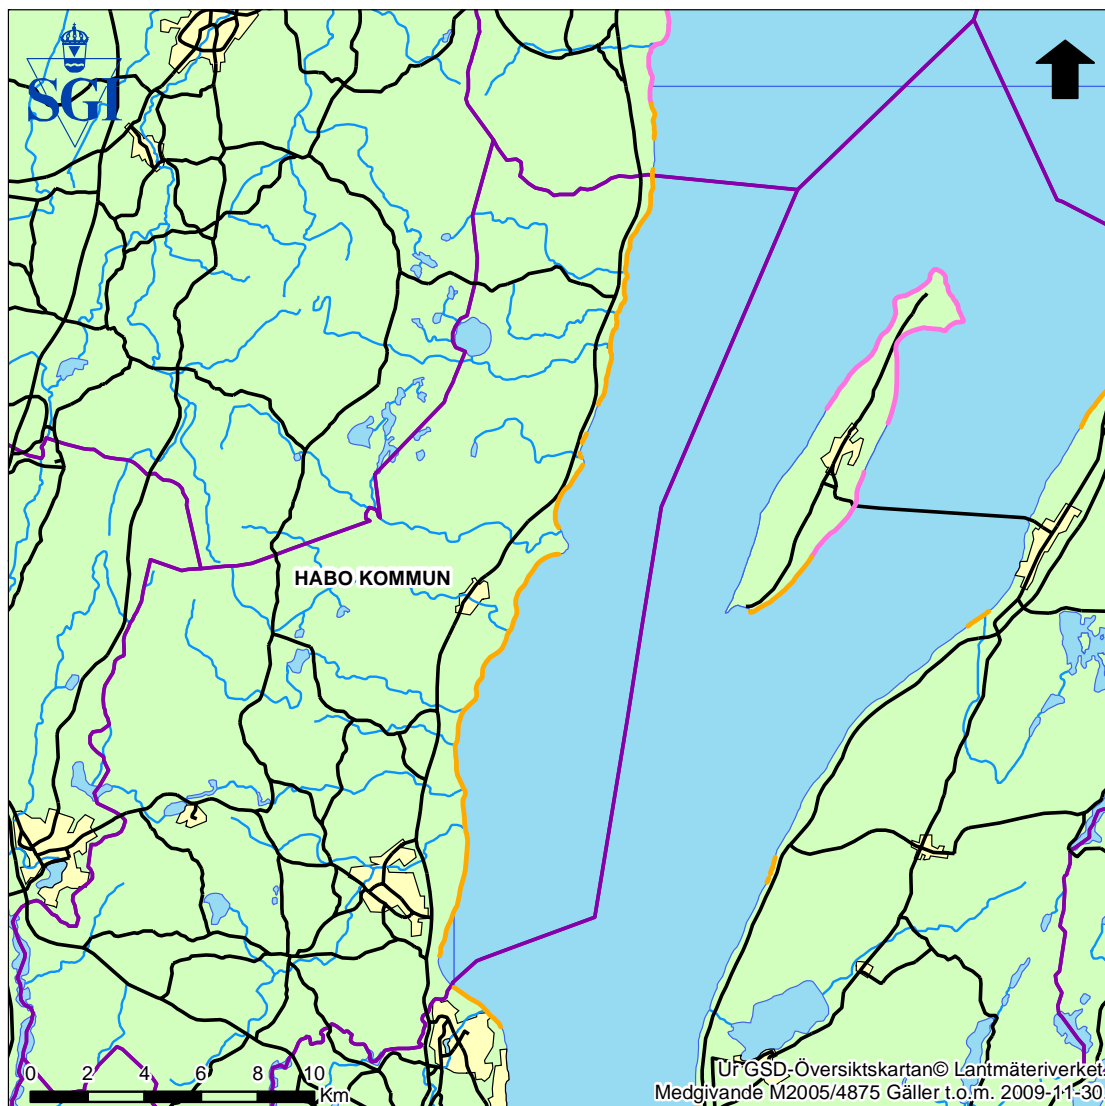 SGI
HABO KOMMUN
0 2 4 6 8 10
Km
Ur GSD-Översiktskartan© Lantmäteriverket.
Medgivande M2005/4875 Gäller t.o.m. 2009-11-30